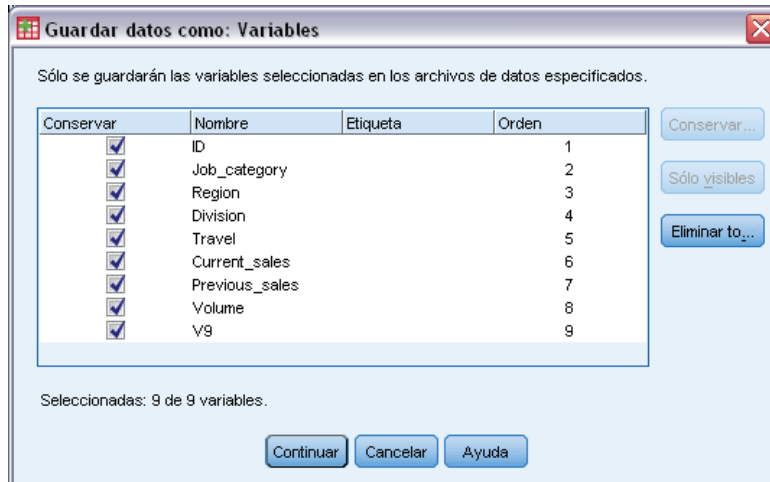 Guardar datos como: Variables
Sólo se guardarán las variables seleccionadas en los archivos de datos especificados.
Conservar Nombre Etiqueta Orden
ID 1
Job_category 2
Region 3
Division 4
Travel 5
Current_sales 6
Previous_sales 7
Volume 8
V9 9
Conservar...
Sólo visibles
Eliminar to...
Seleccionadas: 9 de 9 variables.
Continuar Cancelar Ayuda